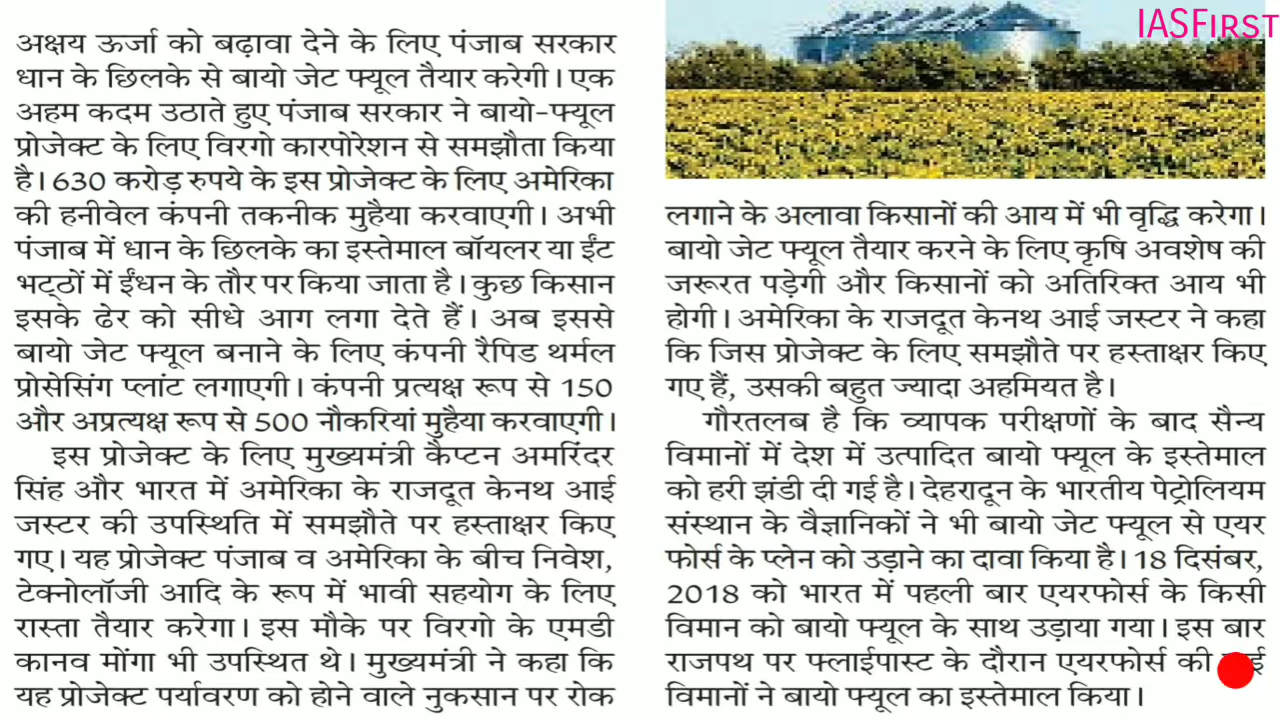 IASFIRST
अक्षय ऊर्जा को बढ़ावा देने के लिए पंजाब सरकार
धान के छिलके से बायो जेट फ्यूल तैयार करेगी। एक
अहम कदम उठाते हुए पंजाब सरकार ने बायो-फ्यूल
प्रोजेक्ट के लिए विरगो कारपोरेशन से समझौता किया
है। 630 करोड़ रुपये के इस प्रोजेक्ट के लिए अमेरिका
की हनीवेल कंपनी तकनीक मुहैया करवाएगी। अभी
पंजाब में धान के छिलके का इस्तेमाल बॉयलर या ईंट
भट्ठों में ईंधन के तौर पर किया जाता है। कुछ किसान
इसके ढेर को सीधे आग लगा देते हैं। अब इससे
बायो जेट फ्यूल बनाने के लिए कंपनी रैपिड थर्मल
प्रोसेसिंग प्लांट लगाएगी। कंपनी प्रत्यक्ष रूप से 150
और अप्रत्यक्ष रूप से 500 नौकरियां मुहैया करवाएगी।
इस प्रोजेक्ट के लिए मुख्यमंत्री कैप्टन अमरिंदर
सिंह और भारत में अमेरिका के राजदूत केनथ आई
जस्टर की उपस्थिति में समझौते पर हस्ताक्षर किए
गए। यह प्रोजेक्ट पंजाब व अमेरिका के बीच निवेश,
टेक्नोलॉजी आदि के रूप में भावी सहयोग के लिए
रास्ता तैयार करेगा। इस मौके पर विरगो के एमडी
कानव मोंगा भी उपस्थित थे। मुख्यमंत्री ने कहा कि
यह प्रोजेक्ट पर्यावरण को होने वाले नुकसान पर रोक
लगाने के अलावा किसानों की आय में भी वृद्धि करेगा।
बायो जेट फ्यूल तैयार करने के लिए कृषि अवशेष की
जरूरत पड़ेगी और किसानों को अतिरिक्त आय भी
होगी। अमेरिका के राजदूत केनथ आई जस्टर ने कहा
कि जिस प्रोजेक्ट के लिए समझौते पर हस्ताक्षर किए
गए हैं, उसकी बहुत ज्यादा अहमियत है।
गौरतलब है कि व्यापक परीक्षणों के बाद सैन्य
विमानों में देश में उत्पादित बायो फ्यूल के इस्तेमाल
को हरी झंडी दी गई है। देहरादून के भारतीय पेट्रोलियम
संस्थान के वैज्ञानिकों ने भी बायो जेट फ्यूल से एयर
फोर्स के प्लेन को उड़ाने का दावा किया है। 18 दिसंबर,
2018 को भारत में पहली बार एयरफोर्स के किसी
विमान को बायो फ्यूल के साथ उड़ाया गया। इस बार
राजपथ पर फ्लाईपास्ट के दौरान एयरफोर्स की
विमानों ने बायो फ्यूल का इस्तेमाल किया।